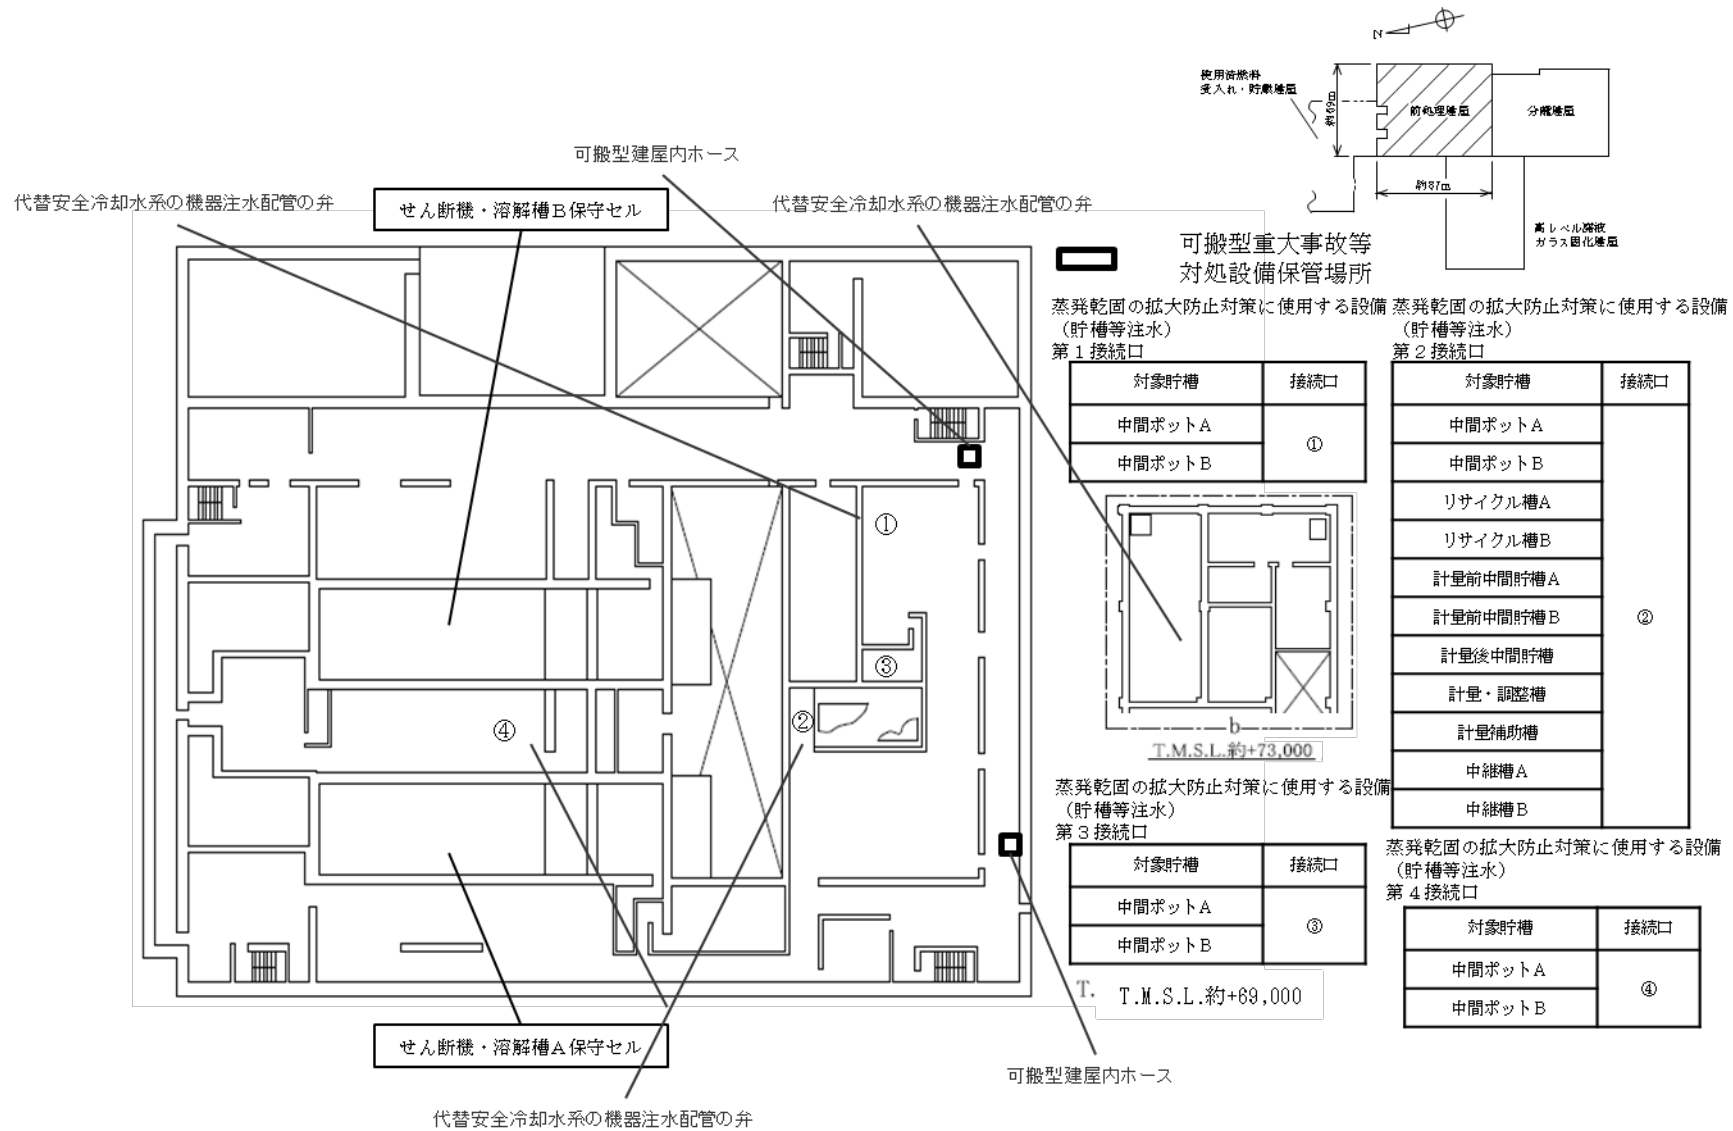 N
使用済燃料
受入れ・貯蔵建屋
約69m
前処理建屋
分離建屋
約87m
高レベル廃液
ガラス固化建屋
可搬型建屋内ホース
代替安全冷却水系の機器注水配管の弁
せん断機・溶解槽B保守セル
代替安全冷却水系の機器注水配管の弁
可搬型重大事故等
対処設備保管場所
蒸発乾固の拡大防止対策に使用する設備
（貯槽等注水）
第1接続口
対象貯槽 接続口
中間ポットA
①
中間ポットB
蒸発乾固の拡大防止対策に使用する設備
（貯槽等注水）
第2接続口
対象貯槽 接続口
中間ポットA
中間ポットB
リサイクル槽A
リサイクル槽B
計量前中間貯槽A
計量前中間貯槽B
②
計量後中間貯槽
計量・調整槽
計量補助槽
中継槽A
中継槽B
①
③
②
④
b
T.M.S.L.約+73,000
蒸発乾固の拡大防止対策に使用する設備
（貯槽等注水）
第3接続口
対象貯槽 接続口
中間ポットA
③
中間ポットB
T.
T.M.S.L.約+69,000
蒸発乾固の拡大防止対策に使用する設備
（貯槽等注水）
第4接続口
対象貯槽 接続口
中間ポットA
④
中間ポットB
せん断機・溶解槽A保守セル
可搬型建屋内ホース
代替安全冷却水系の機器注水配管の弁